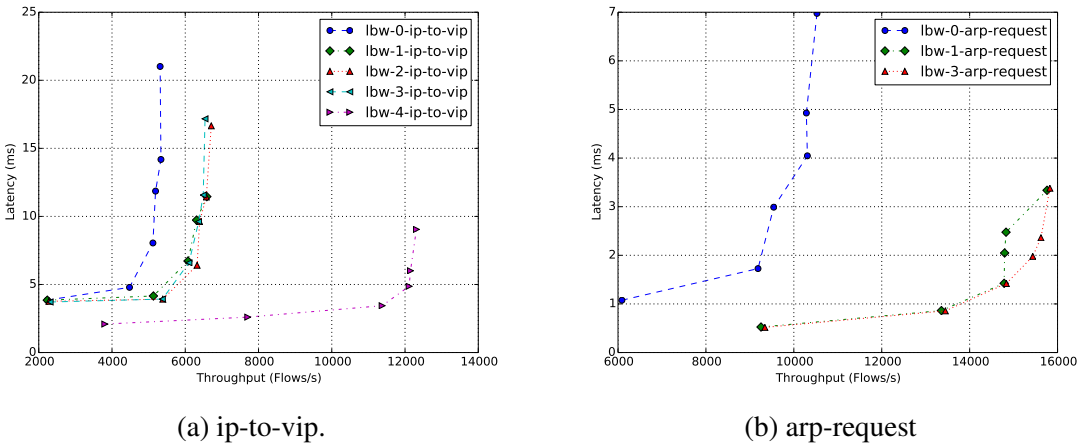 25
20
15
10
5
0
Latency (ms)
2000 4000 6000 8000 10000 12000 14000
Throughput (Flows/s)
lbw-0-ip-to-vip
lbw-1-ip-to-vip
lbw-2-ip-to-vip
lbw-3-ip-to-vip
lbw-4-ip-to-vip
(a) ip-to-vip.
7
6
5
4
3
2
1
0
Latency (ms)
6000 8000 10000 12000 14000 16000
Throughput (Flows/s)
lbw-0-arp-request
lbw-1-arp-request
lbw-3-arp-request
(b) arp-request